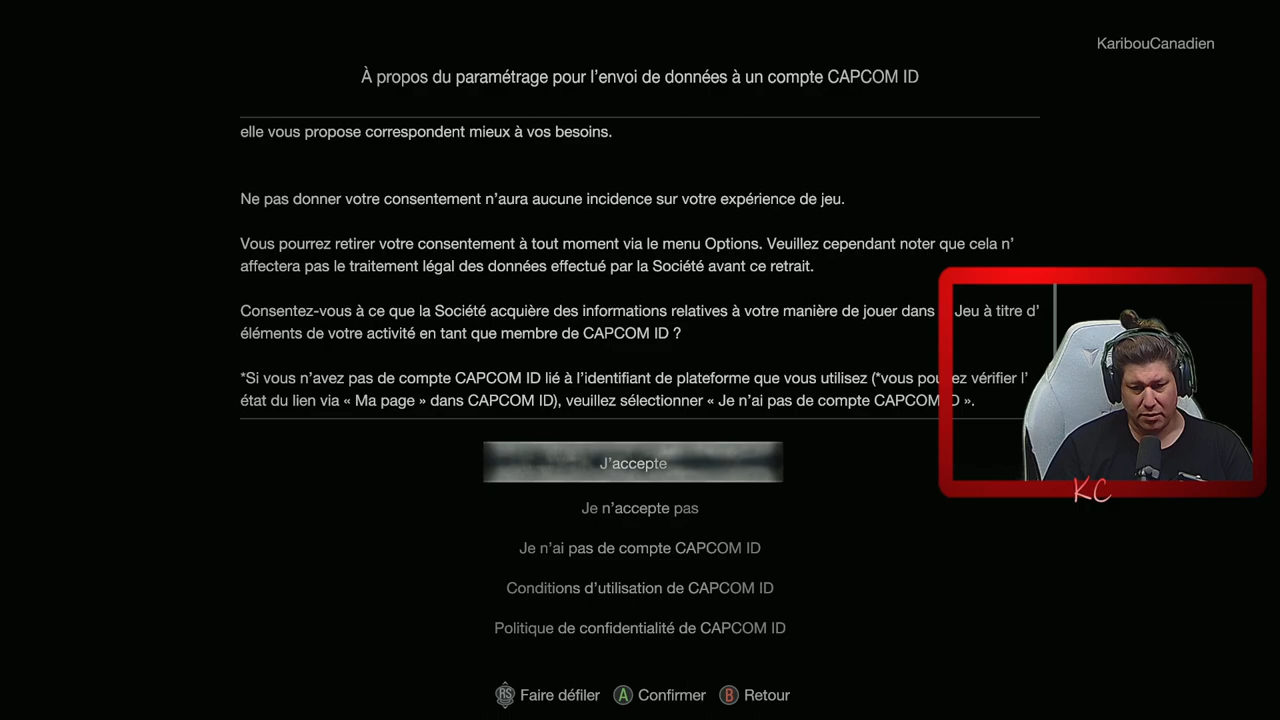 KaribouCanadien
À propos du paramétrage pour l’envoi de données à un compte CAPCOM ID
elle vous propose correspondent mieux à vos besoins.
Ne pas donner votre consentement n’aura aucune incidence sur votre expérience de jeu.
Vous pourrez retirer votre consentement à tout moment via le menu Options. Veuillez cependant noter que cela n’
affectera pas le traitement légal des données effectué par la Société avant ce retrait.
Consentez-vous à ce que la Société acquière des informations relatives à votre manière de jouer dans Jeu à titre d’
éléments de votre activité en tant que membre de CAPCOM ID ?
*Si vous n’avez pas de compte CAPCOM ID lié à l’identifiant de plateforme que vous utilisez (*vous pouvez vérifier l’
état du lien via « Ma page » dans CAPCOM ID), veuillez sélectionner « Je n’ai pas de compte CAPCOM ID ».
J’accepte
Je n’accepte pas
Je n’ai pas de compte CAPCOM ID
Conditions d’utilisation de CAPCOM ID
Politique de confidentialité de CAPCOM ID
RS Faire défiler A Confirmer B Retour
KC